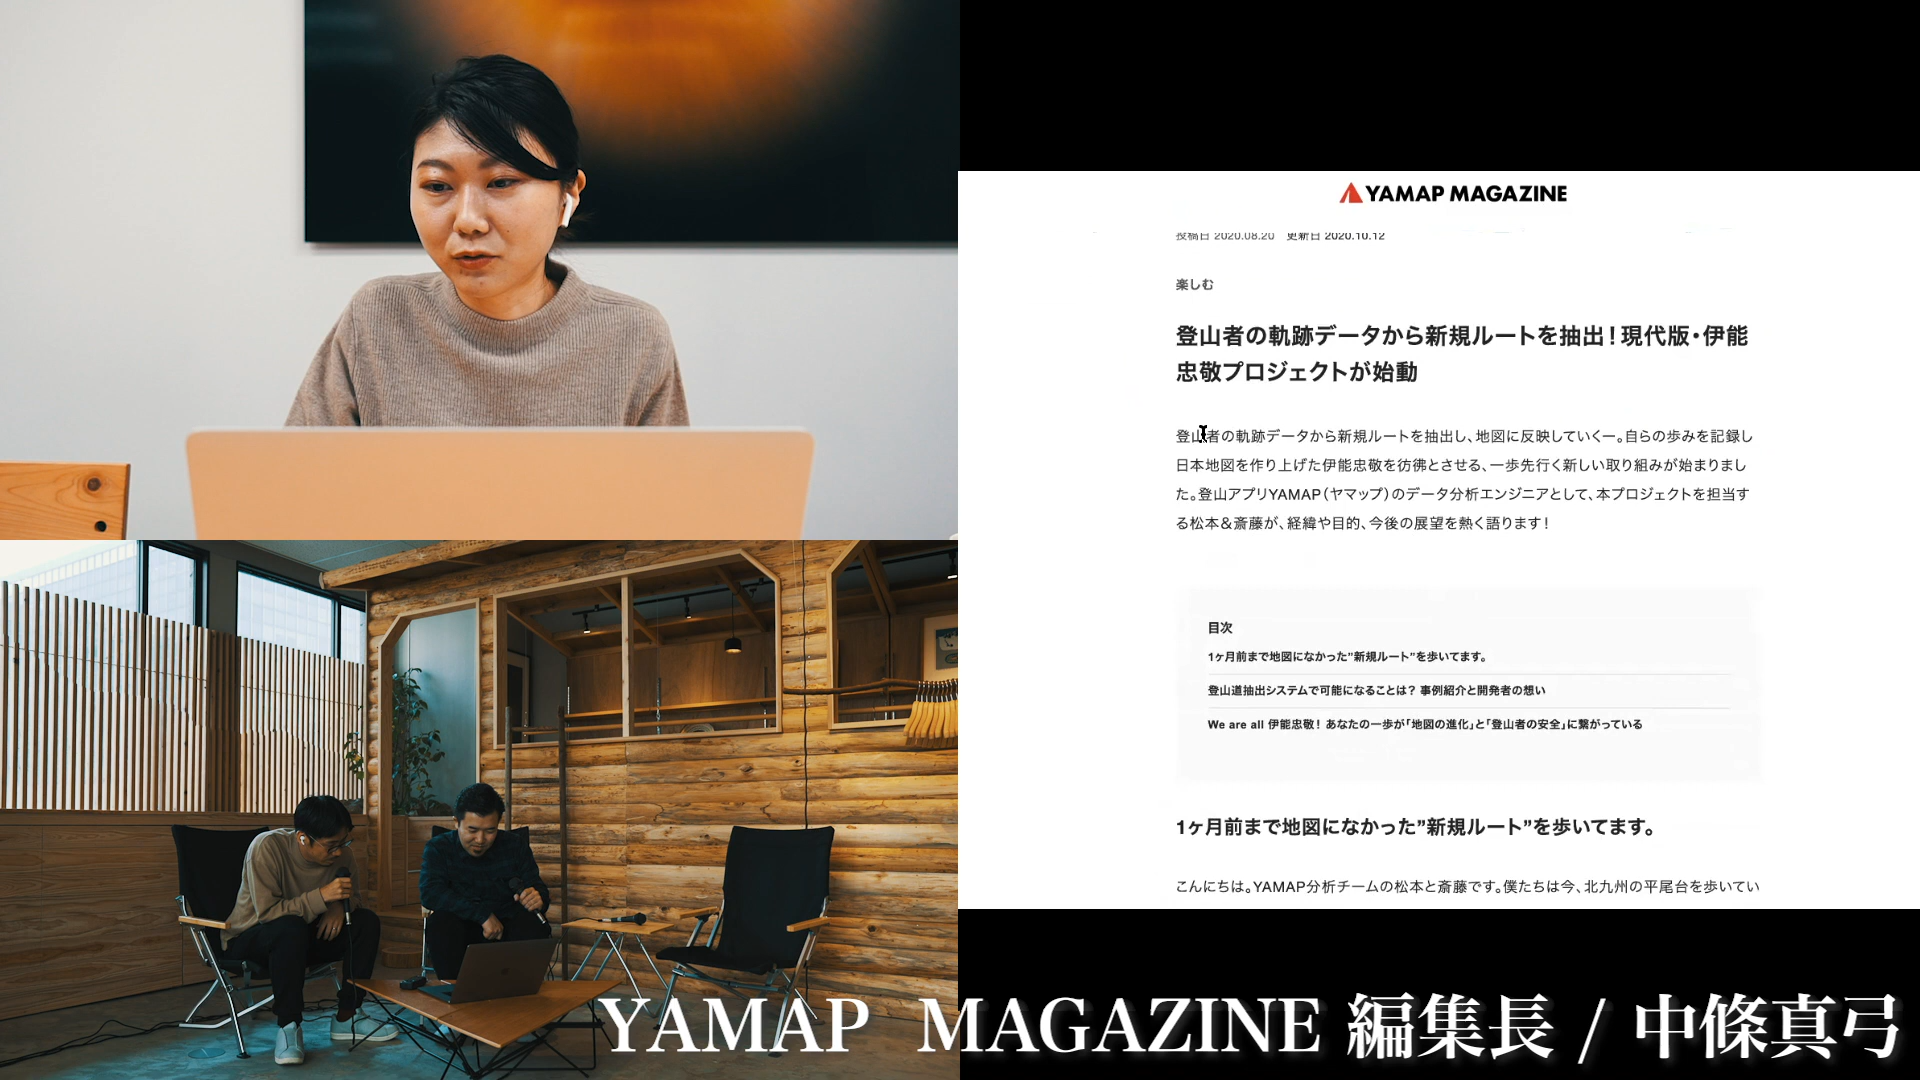 YAMAP MAGAZINE
投稿日 2020.08.20 更新日 2020.10.12
楽しむ
登山者の軌跡データから新規ルートを抽出！現代版・伊能
忠敬プロジェクトが始動
登山者の軌跡データから新規ルートを抽出し、地図に反映していくー。自らの歩みを記録し
日本地図を作り上げた伊能忠敬を彷彿とさせる、一歩先行く新しい取り組みが始まりまし
た。登山アプリYAMAP（ヤマップ）のデータ分析エンジニアとして、本プロジェクトを担当す
る松本＆斎藤が、経緯や目的、今後の展望を熱く語ります！
目次
1ヶ月前まで地図になかった”新規ルート”を歩いてます。
登山道抽出システムで可能になることは？ 事例紹介と開発者の想い
We are all 伊能忠敬！ あなたの一歩が「地図の進化」と「登山者の安全」に繋がっている
1ヶ月前まで地図になかった”新規ルート”を歩いてます。
こんにちは。YAMAP分析チームの松本と斎藤です。僕たちは今、北九州の平尾台を歩いてい
YAMAP MAGAZINE 編集長 / 中條真弓